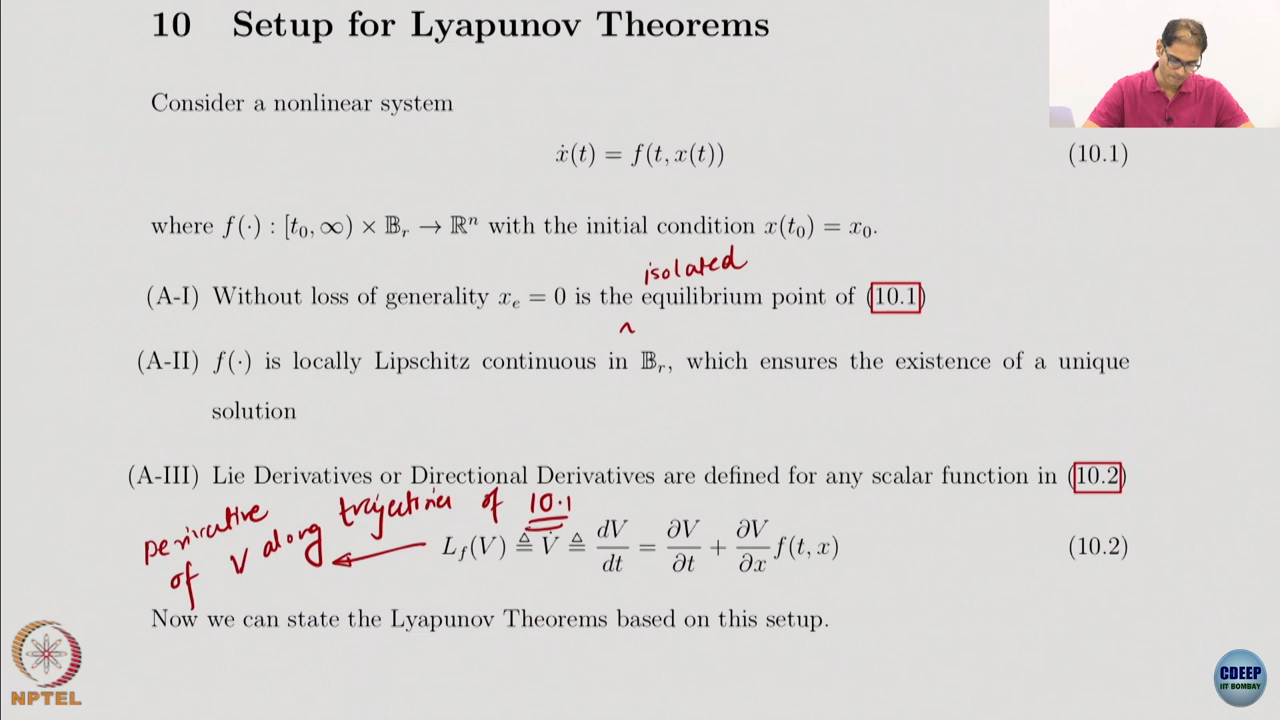 10 Setup for Lyapunov Theorems
Consider a nonlinear system
ẋ(t) = f(t, x(t)) (10.1)
where f(·) : [t₀, ∞) × 𝔹ᵣ → ℝⁿ with the initial condition x(t₀) = x₀.
isolated
(A-I) Without loss of generality xₑ = 0 is the ^ equilibrium point of (10.1)
(A-II) f(·) is locally Lipschitz continuous in 𝔹ᵣ, which ensures the existence of a unique
solution
(A-III) Lie Derivatives or Directional Derivatives are defined for any scalar function in (10.2)
Derivative
of V along trajectories of 10.1
L_f(V) ≜ V̇ ≜ dV/dt = ∂V/∂t + ∂V/∂x f(t, x) (10.2)
Now we can state the Lyapunov Theorems based on this setup.
NPTEL
CDEEP
IIT BOMBAY